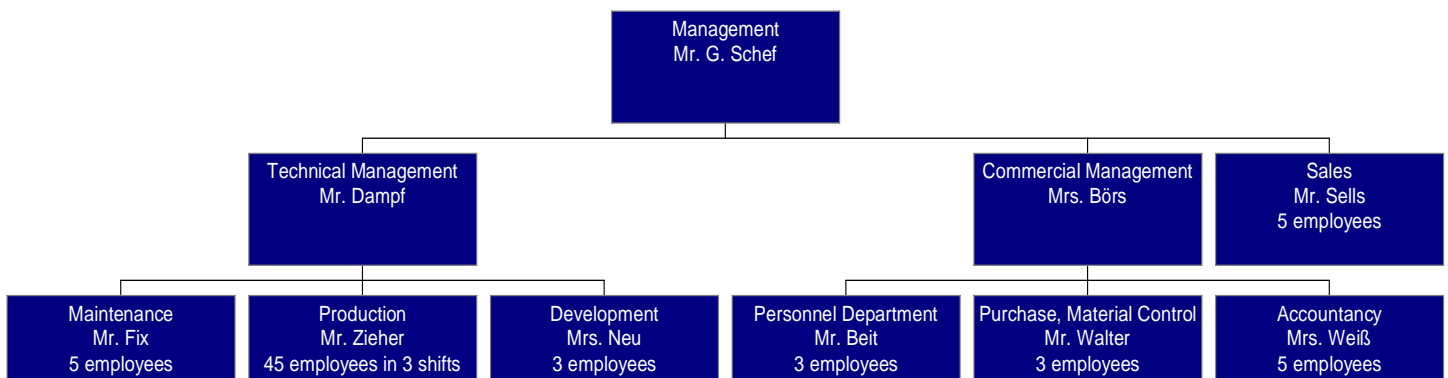 Management
Mr. G. Schef
Technical Management
Mr. Dampf
Commercial Management
Mrs. Börs
Sales
Mr. Sells
5 employees
Maintenance
Mr. Fix
5 employees
Production
Mr. Zieher
45 employees in 3 shifts
Development
Mrs. Neu
3 employees
Personnel Department
Mr. Beit
3 employees
Purchase, Material Control
Mr. Walter
3 employees
Accountancy
Mrs. Weiß
5 employees